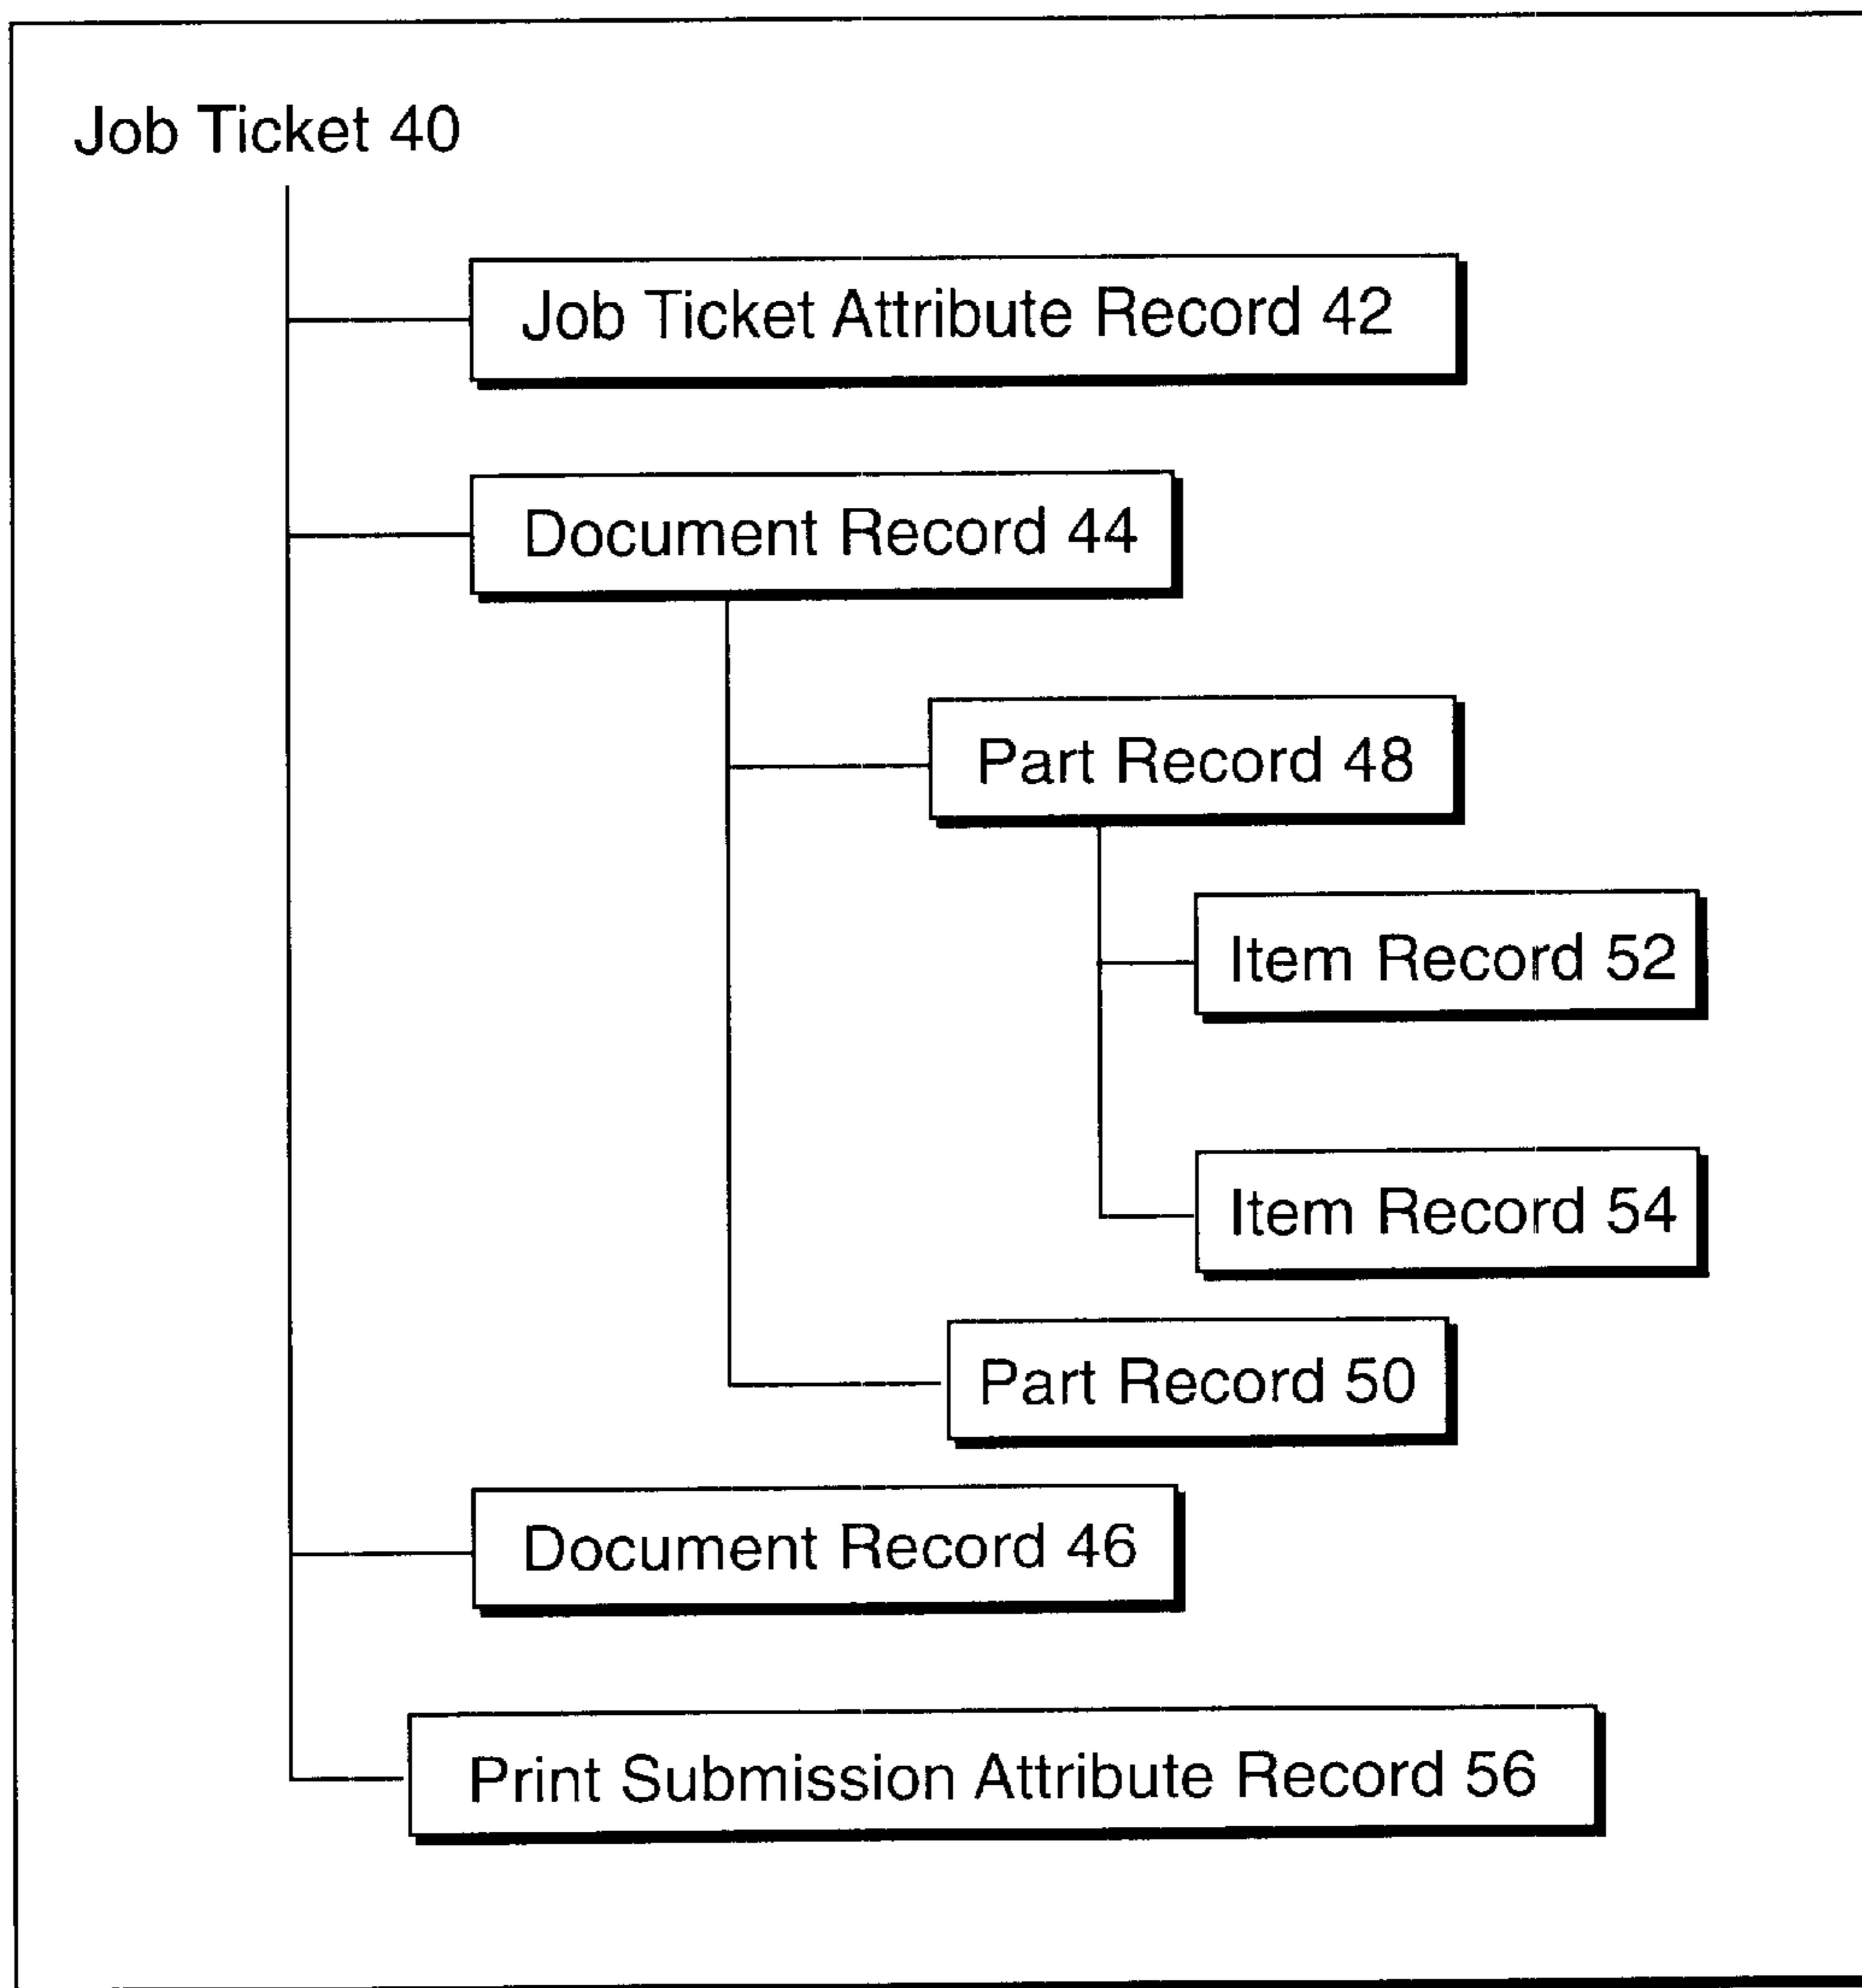 Job Ticket 40
Job Ticket Attribute Record 42
Document Record 44
Part Record 48
Item Record 52
Item Record 54
Part Record 50
Document Record 46
Print Submission Attribute Record 56